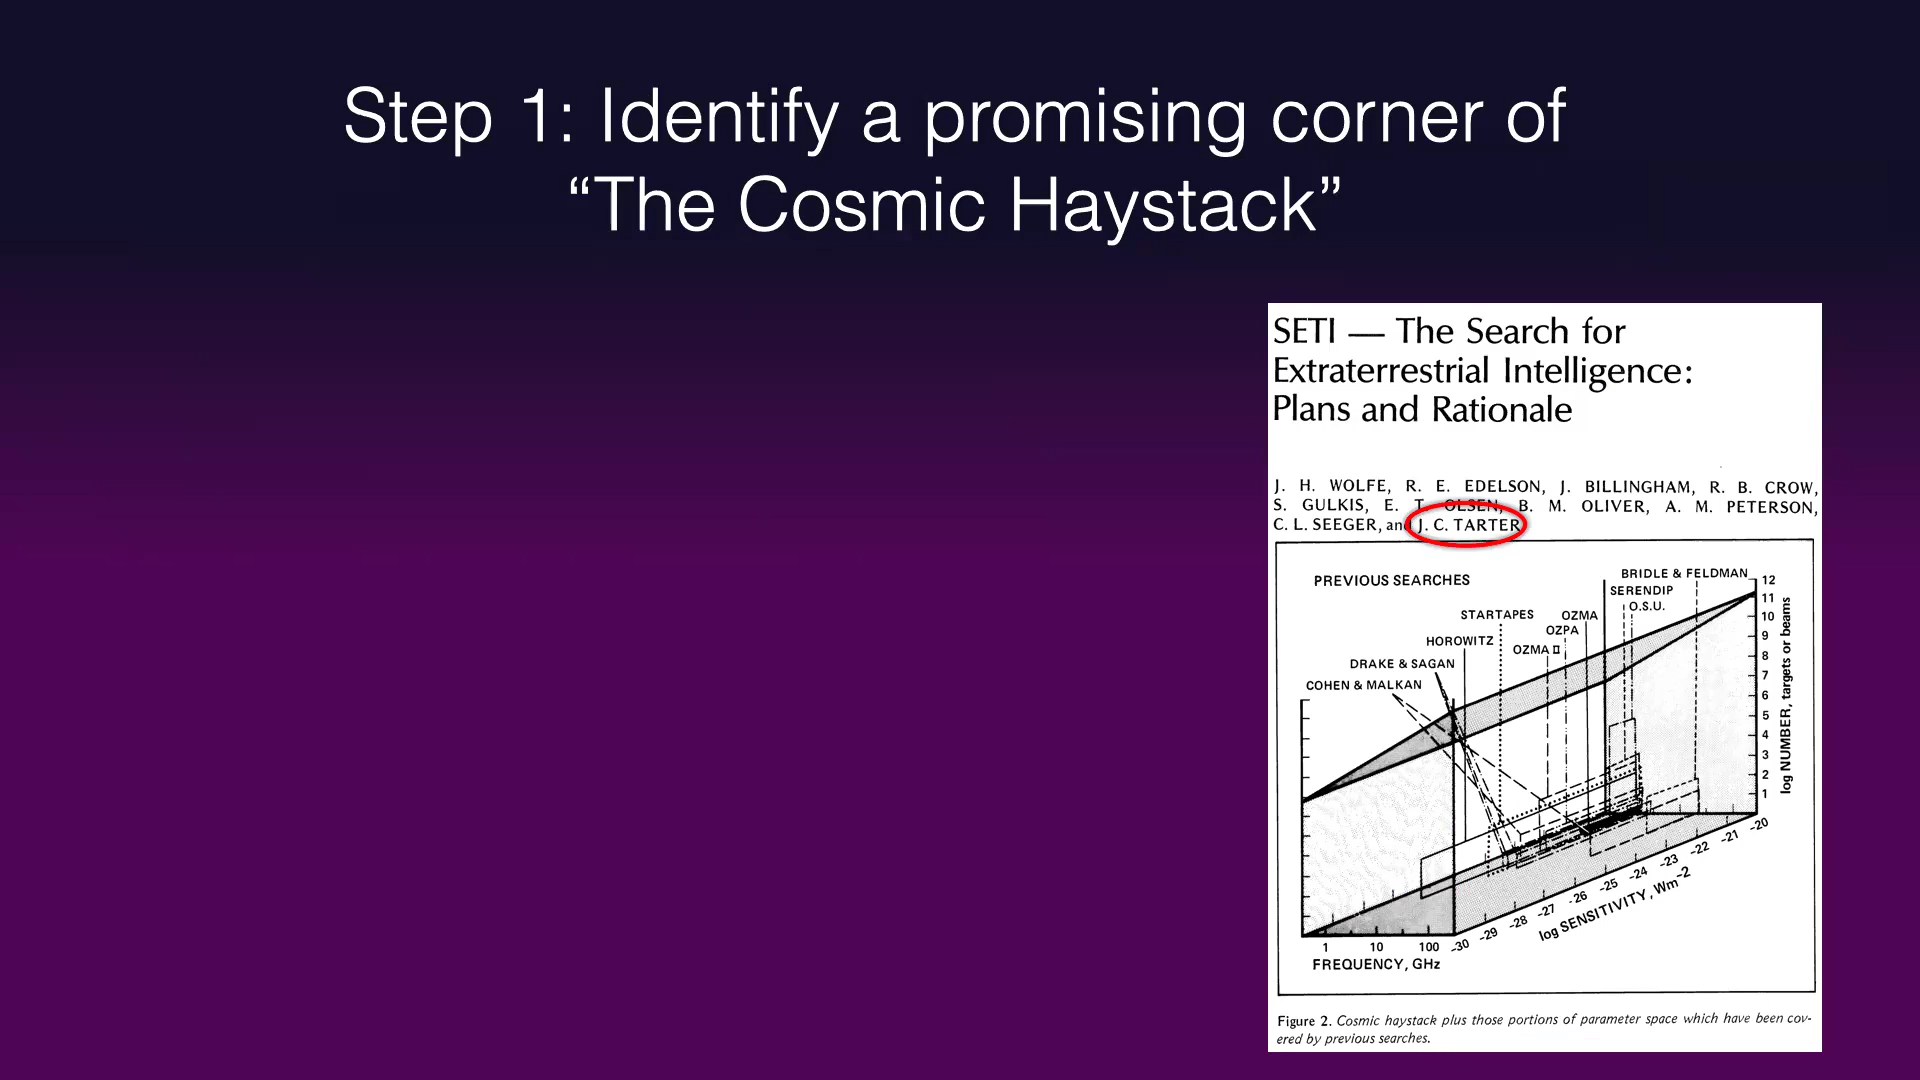 Step 1: Identify a promising corner of
“The Cosmic Haystack”
SETI — The Search for
Extraterrestrial Intelligence:
Plans and Rationale
J. H. WOLFE, R. E. EDELSON, J. BILLINGHAM, R. B. CROW,
S. GULKIS, E. T. OLSEN, B. M. OLIVER, A. M. PETERSON,
C. L. SEEGER, and J. C. TARTER
PREVIOUS SEARCHES
BRIDLE & FELDMAN
SERENDIP
O.S.U.
STARTAPES
OZMA
OZPA
HOROWITZ
OZMA II
DRAKE & SAGAN
COHEN & MALKAN
12
11
10
9
8
7
6
5
4
3
2
1
log NUMBER, targets or beams
-20
-21
-22
-23
-24
-25
-26
-27
-28
-29
-30
log SENSITIVITY, Wm-2
1 10 100
FREQUENCY, GHz
Figure 2. Cosmic haystack plus those portions of parameter space which have been cov-
ered by previous searches.